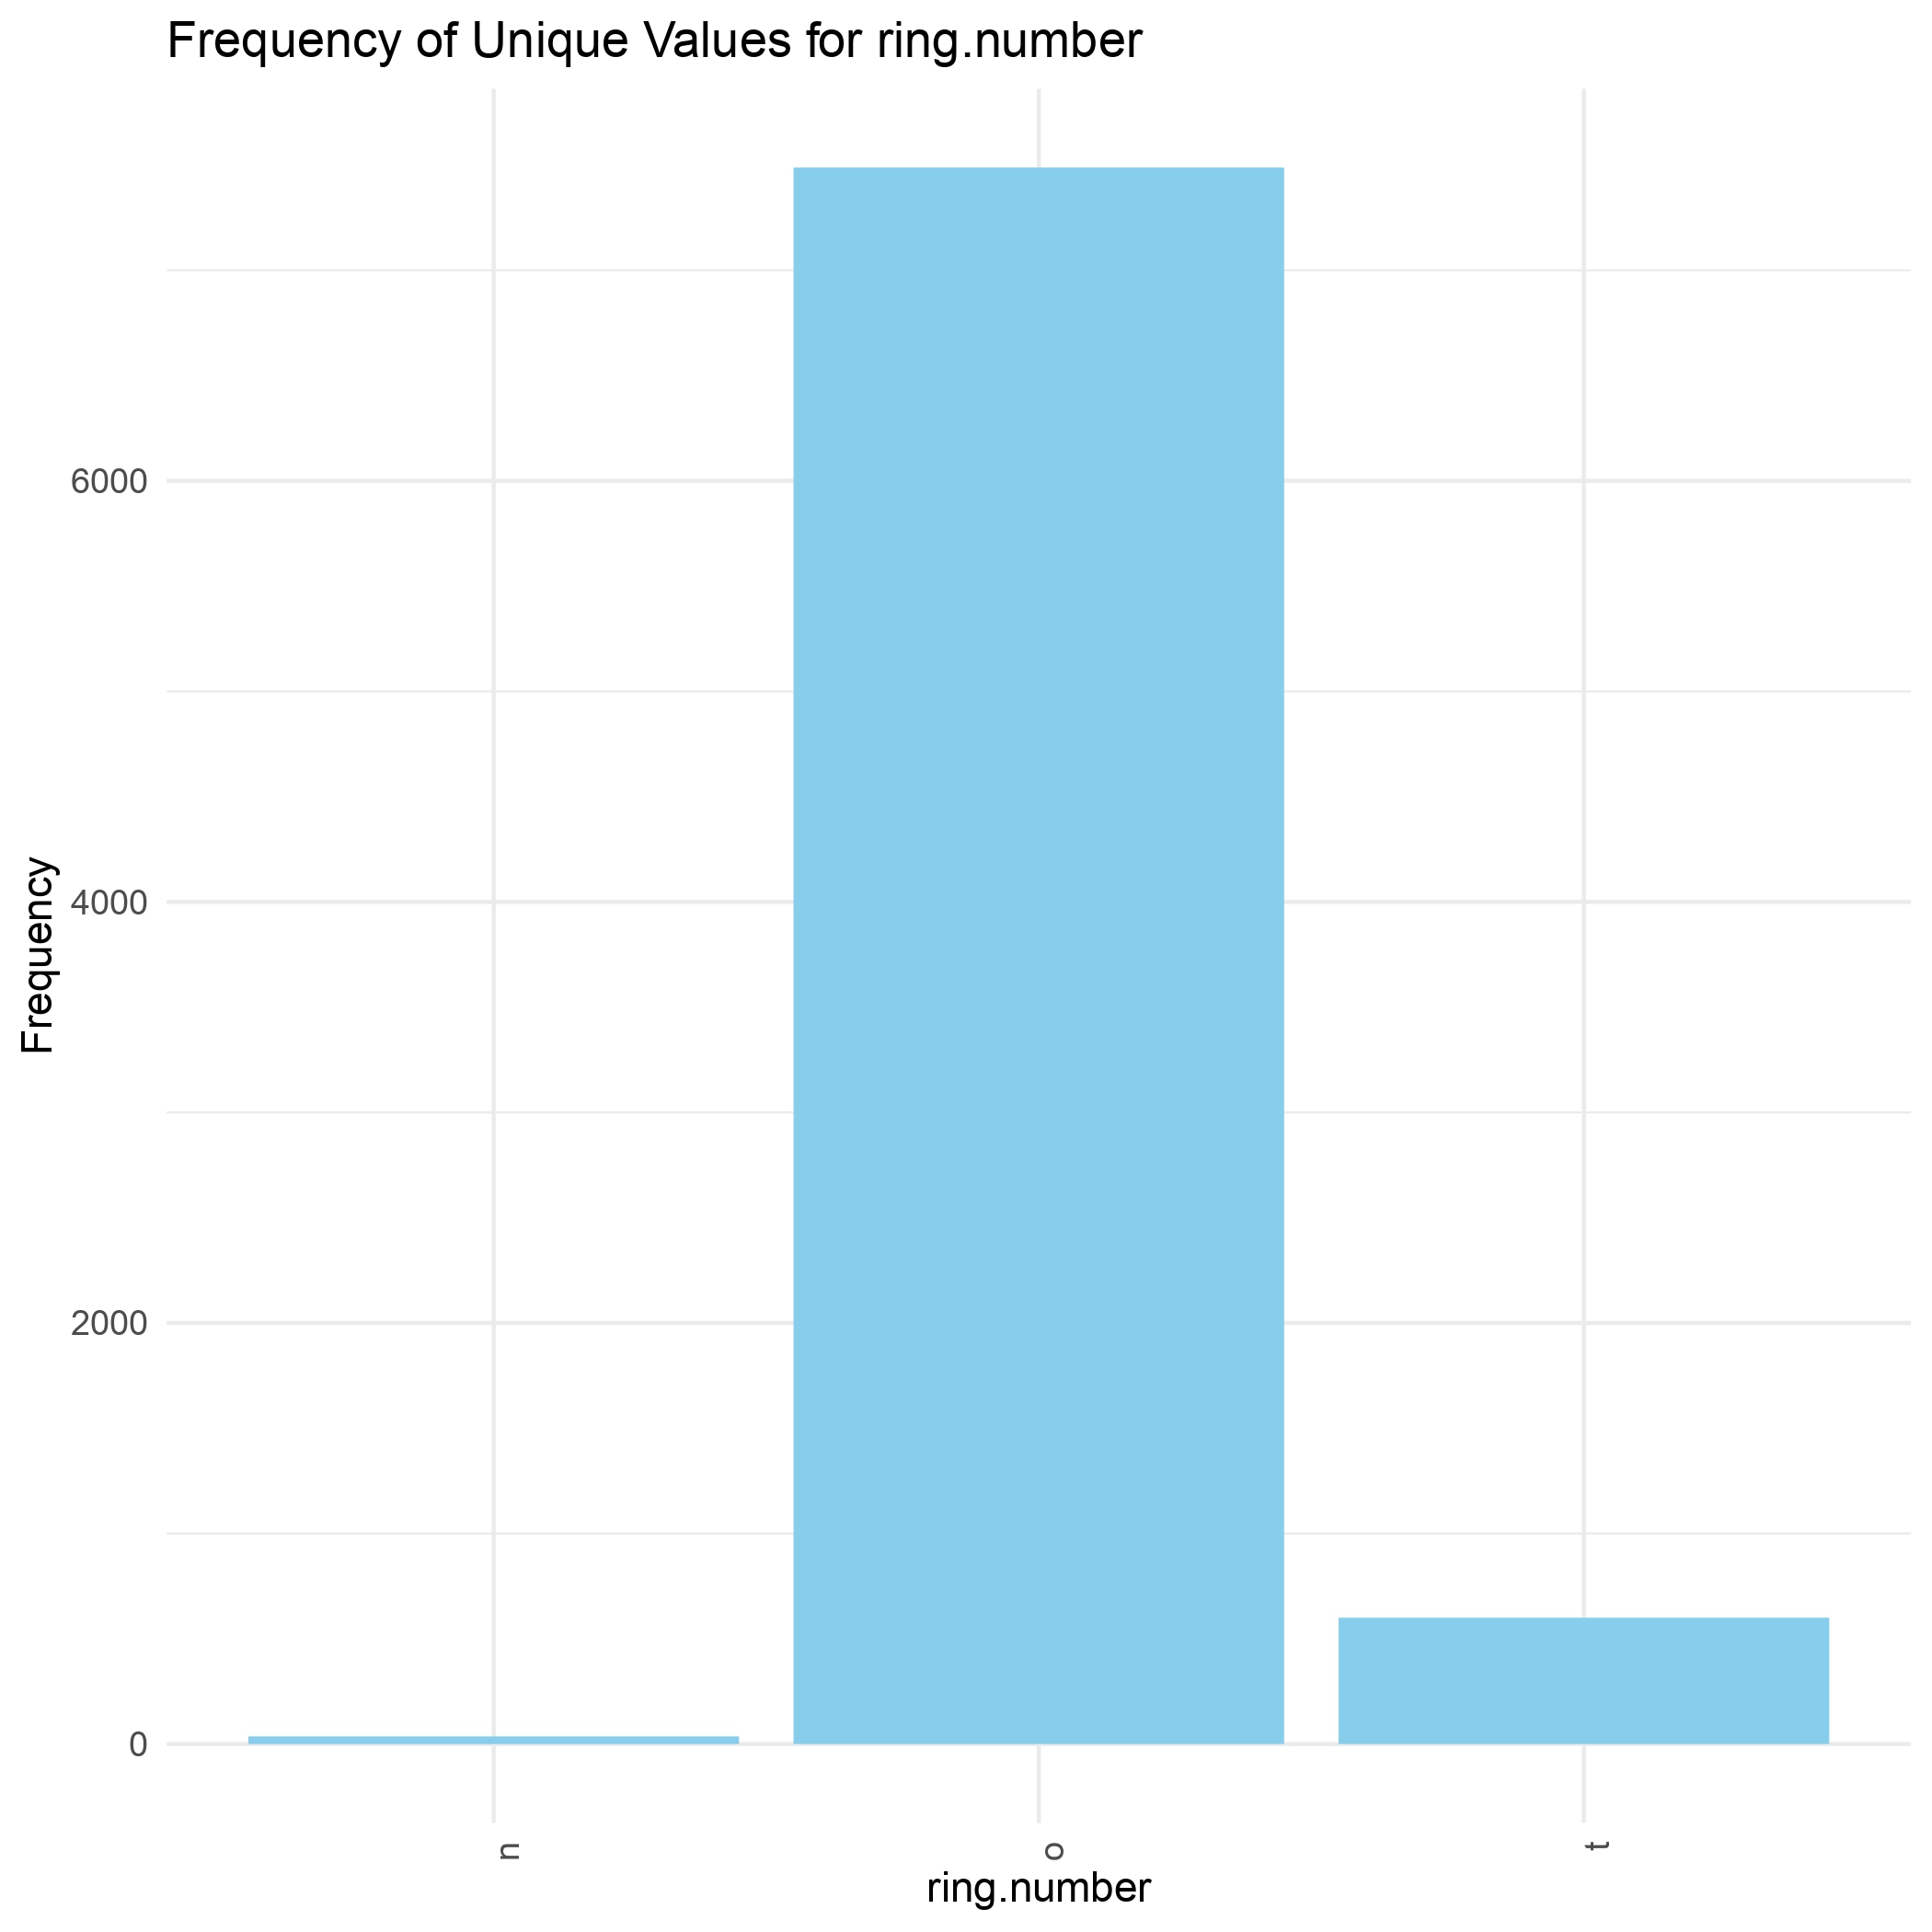 Frequency of Unique Values for ring.number
Frequency
6000
4000
2000
0
n
o
t
ring.number